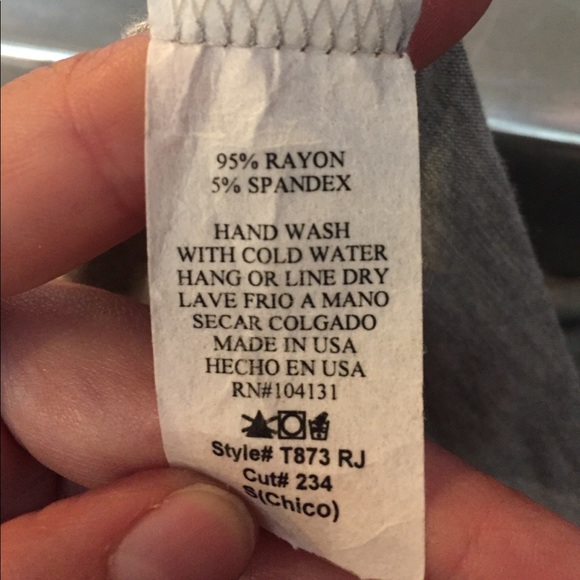 95% RAYON
5% SPANDEX
HAND WASH
WITH COLD WATER
HANG OR LINE DRY
LAVE FRIO A MANO
SECAR COLGADO
MADE IN USA
HECHO EN USA
RN#104131
Style# T873 RJ
Cut# 234
S(Chico)